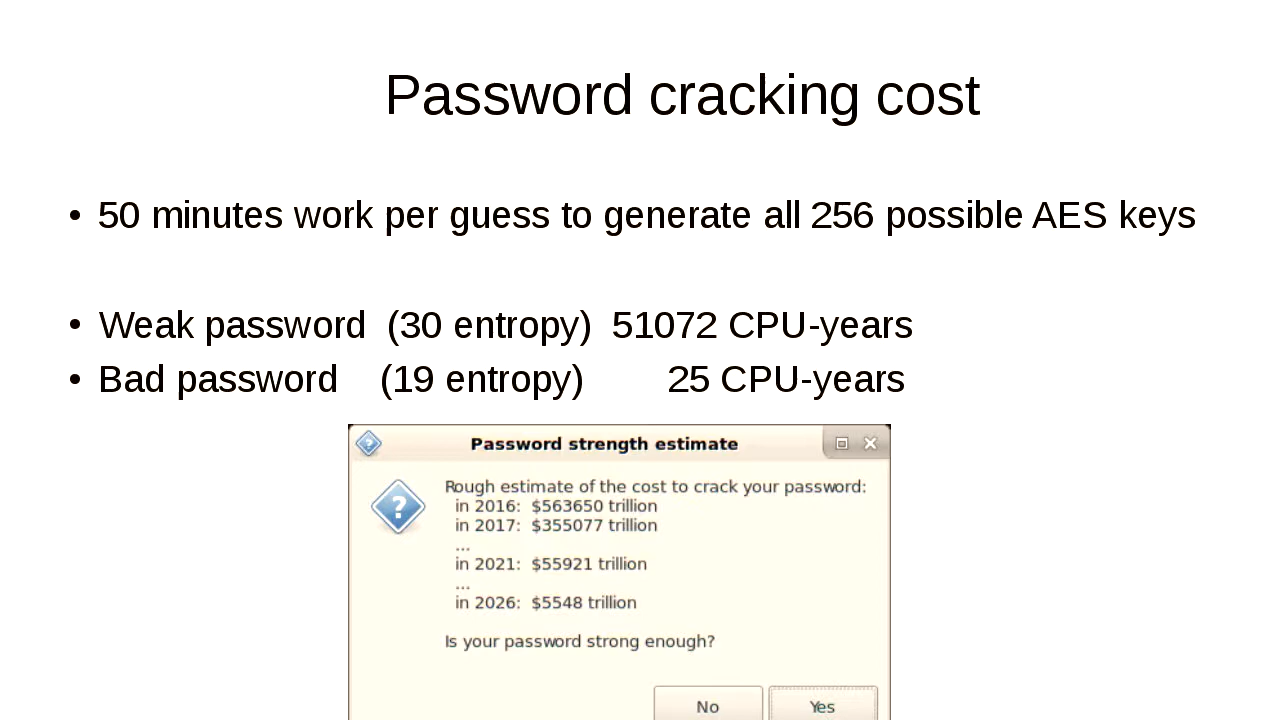 Password cracking cost
• 50 minutes work per guess to generate all 256 possible AES keys
• Weak password (30 entropy) 51072 CPU-years
• Bad password (19 entropy) 25 CPU-years
Password strength estimate
Rough estimate of the cost to crack your password:
in 2016: $563650 trillion
in 2017: $355077 trillion
...
in 2021: $55921 trillion
...
in 2026: $5548 trillion
Is your password strong enough?
No Yes